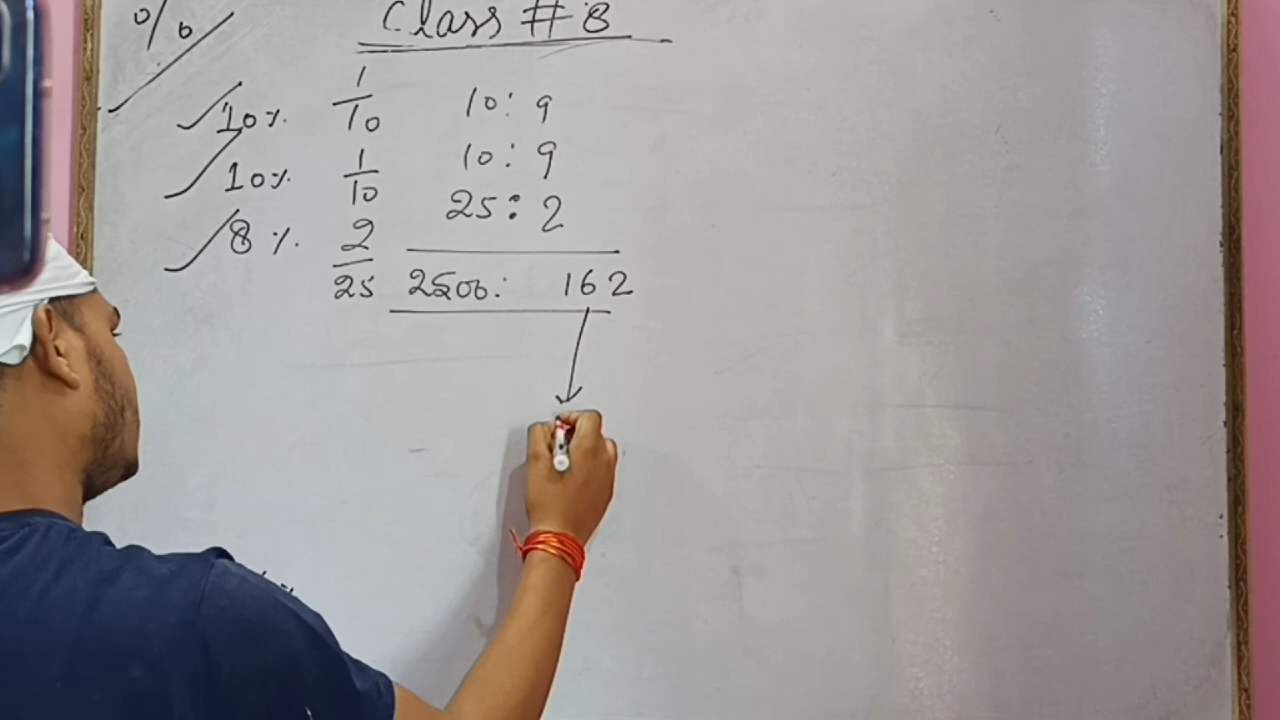 %
Class # 8
10% 1/10 10 : 9
10% 1/10 10 : 9
8% 2/25 25 : 2
2500 : 162